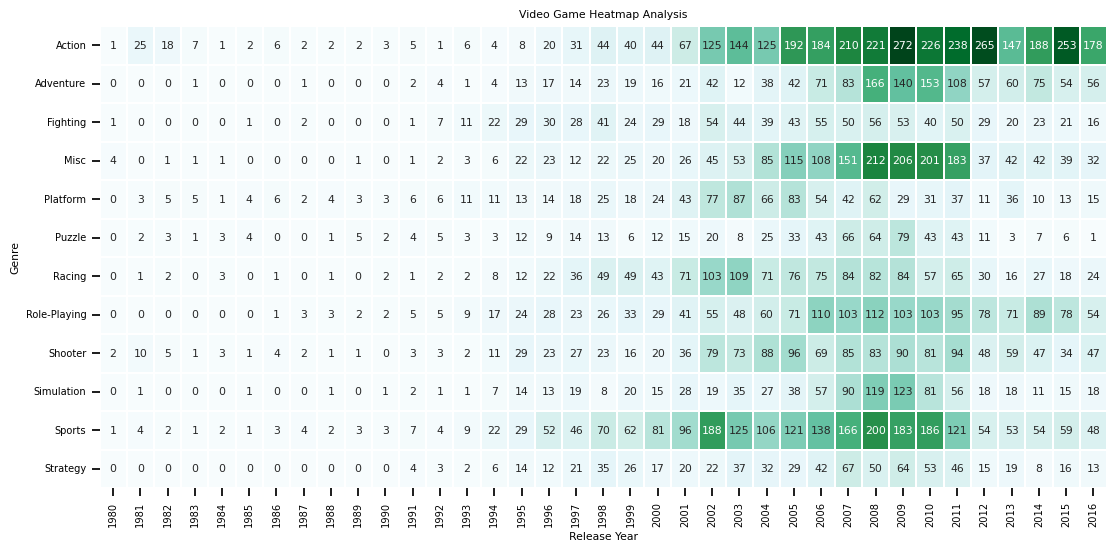 Video Game Heatmap Analysis
Genre
Action 1 25 18 7 1 2 6 2 2 2 3 5 1 6 4 8 20 31 44 40 44 67 125 144 125 192 184 210 221 272 226 238 265 147 188 253 178
Adventure 0 0 0 1 0 0 0 1 0 0 0 2 4 1 4 13 17 14 23 19 16 21 42 12 38 42 71 83 166 140 153 108 57 60 75 54 56
Fighting 1 0 0 0 0 1 0 2 0 0 0 1 7 11 22 29 30 28 41 24 29 18 54 44 39 43 55 50 56 53 40 50 29 20 23 21 16
Misc 4 0 1 1 1 0 0 0 0 1 0 1 2 3 6 22 23 12 22 25 20 26 45 53 85 115 108 151 212 206 201 183 37 42 42 39 32
Platform 0 3 5 5 1 4 6 2 4 3 3 6 6 11 11 13 14 18 25 18 24 43 77 87 66 83 54 42 62 29 31 37 11 36 10 13 15
Puzzle 0 2 3 1 3 4 0 0 1 5 2 4 5 3 3 12 9 14 13 6 12 15 20 8 25 33 43 66 64 79 43 43 11 3 7 6 1
Racing 0 1 2 0 3 0 1 0 1 0 2 1 2 2 8 12 22 36 49 49 43 71 103 109 71 76 75 84 82 84 57 65 30 16 27 18 24
Role-Playing 0 0 0 0 0 0 1 3 3 2 2 5 5 9 17 24 28 23 26 33 29 41 55 48 60 71 110 103 112 103 103 95 78 71 89 78 54
Shooter 2 10 5 1 3 1 4 2 1 1 0 3 3 2 11 29 23 27 23 16 20 36 79 73 88 96 69 85 83 90 81 94 48 59 47 34 47
Simulation 0 1 0 0 0 1 0 0 1 0 1 2 1 1 7 14 13 19 8 20 15 28 19 35 27 38 57 90 119 123 81 56 18 18 11 15 18
Sports 1 4 2 1 2 1 3 4 2 3 3 7 4 9 22 29 52 46 70 62 81 96 188 125 106 121 138 166 200 183 186 121 54 53 54 59 48
Strategy 0 0 0 0 0 0 0 0 0 0 0 4 3 2 6 14 12 21 35 26 17 20 22 37 32 29 42 67 50 64 53 46 15 19 8 16 13
1980 1981 1982 1983 1984 1985 1986 1987 1988 1989 1990 1991 1992 1993 1994 1995 1996 1997 1998 1999 2000 2001 2002 2003 2004 2005 2006 2007 2008 2009 2010 2011 2012 2013 2014 2015 2016
Release Year